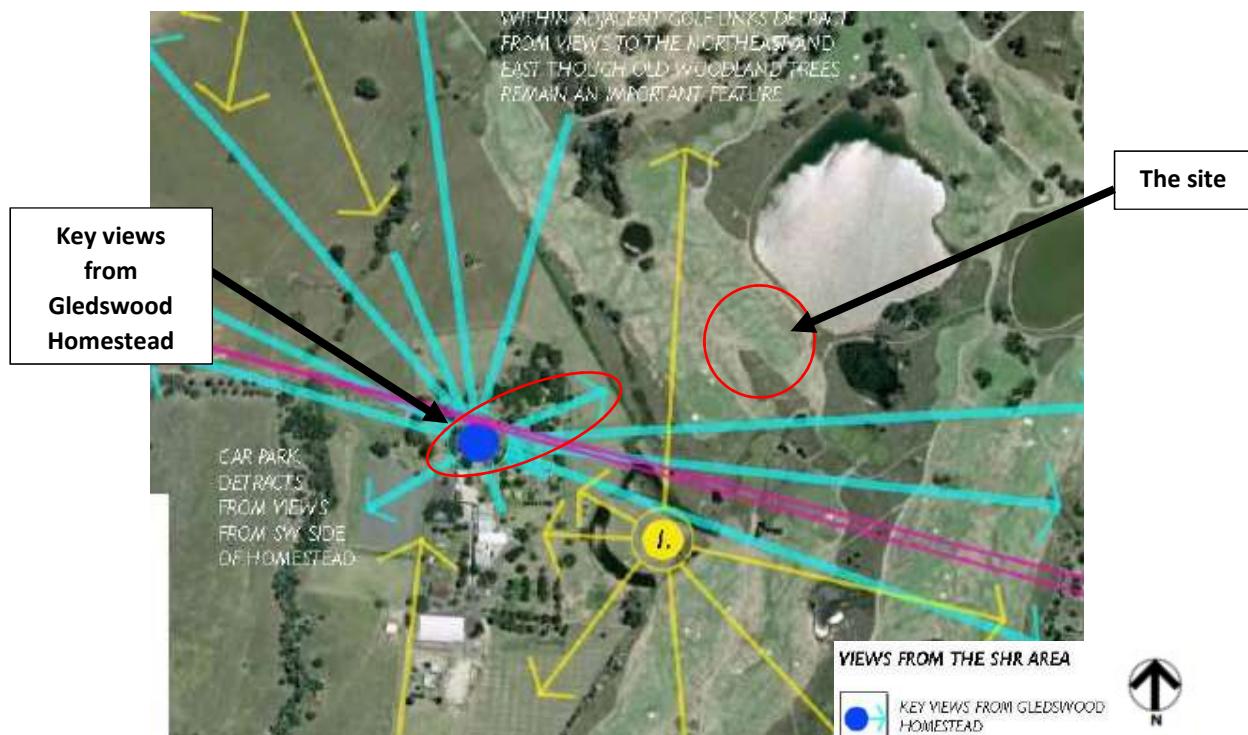 WITHIN ADJACENT GOLF LINKS DETRACT
FROM VIEWS TO THE NORTHEAST AND
EAST THOUGH OLD WOODLAND TREES
REMAIN AN IMPORTANT FEATURE
The site
Key views
from
Gledswood
Homestead
CAR PARK
DETRACTS
FROM VIEWS
FROM SW SIDE
OF HOMESTEAD
1.
VIEWS FROM THE SHR AREA
KEY VIEWS FROM GLEDSWOOD
HOMESTEAD
N